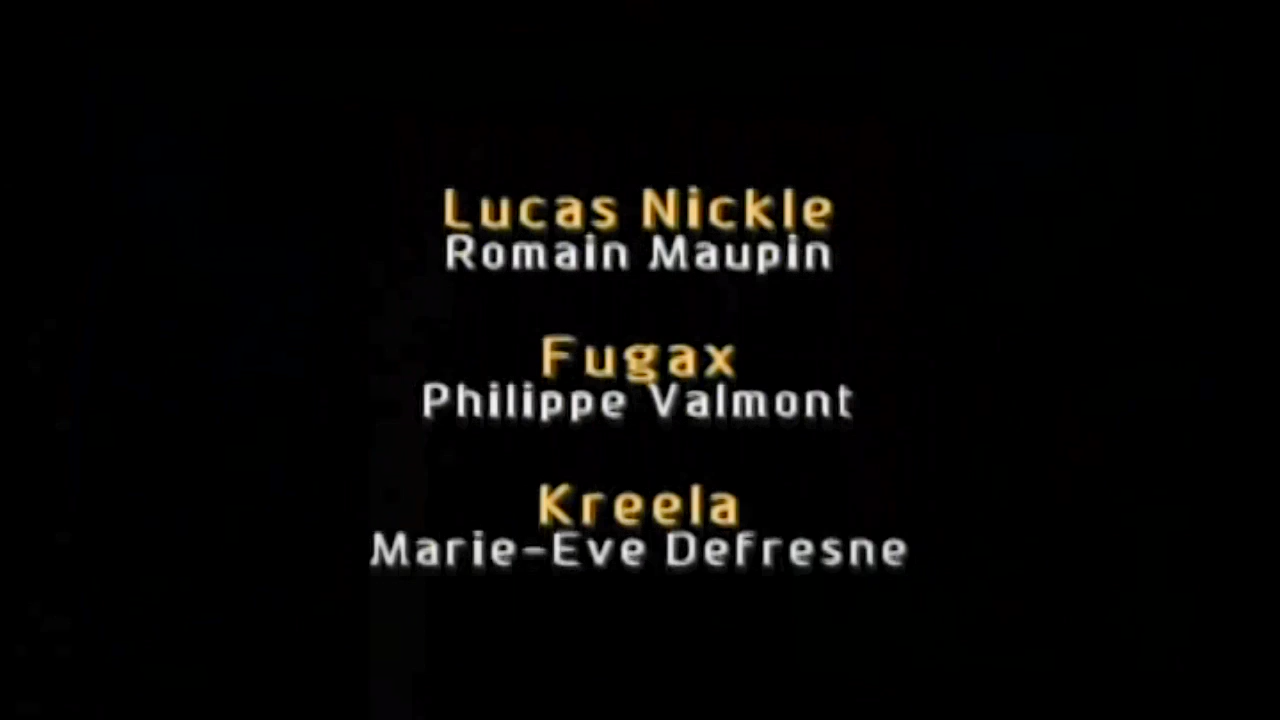 Lucas Nickle
Romain Maupin
Fugax
Philippe Valmont
Kreela
Marie-Eve Defresne